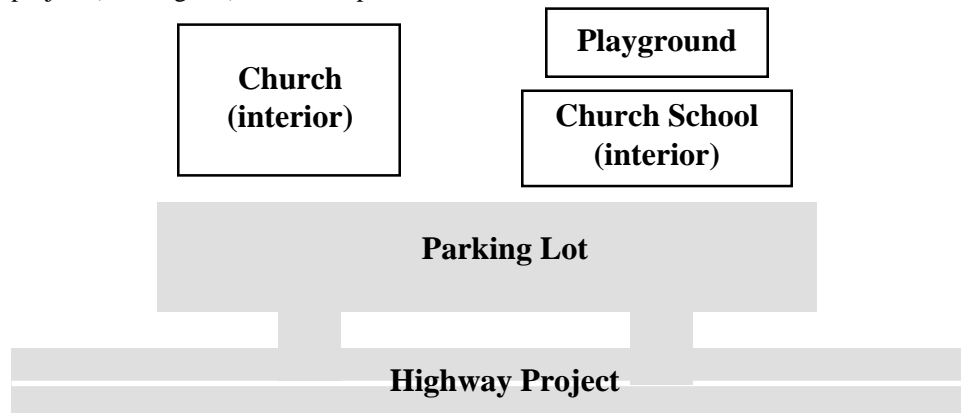 Playground
Church
(interior)
Church School
(interior)
Parking Lot
Highway Project